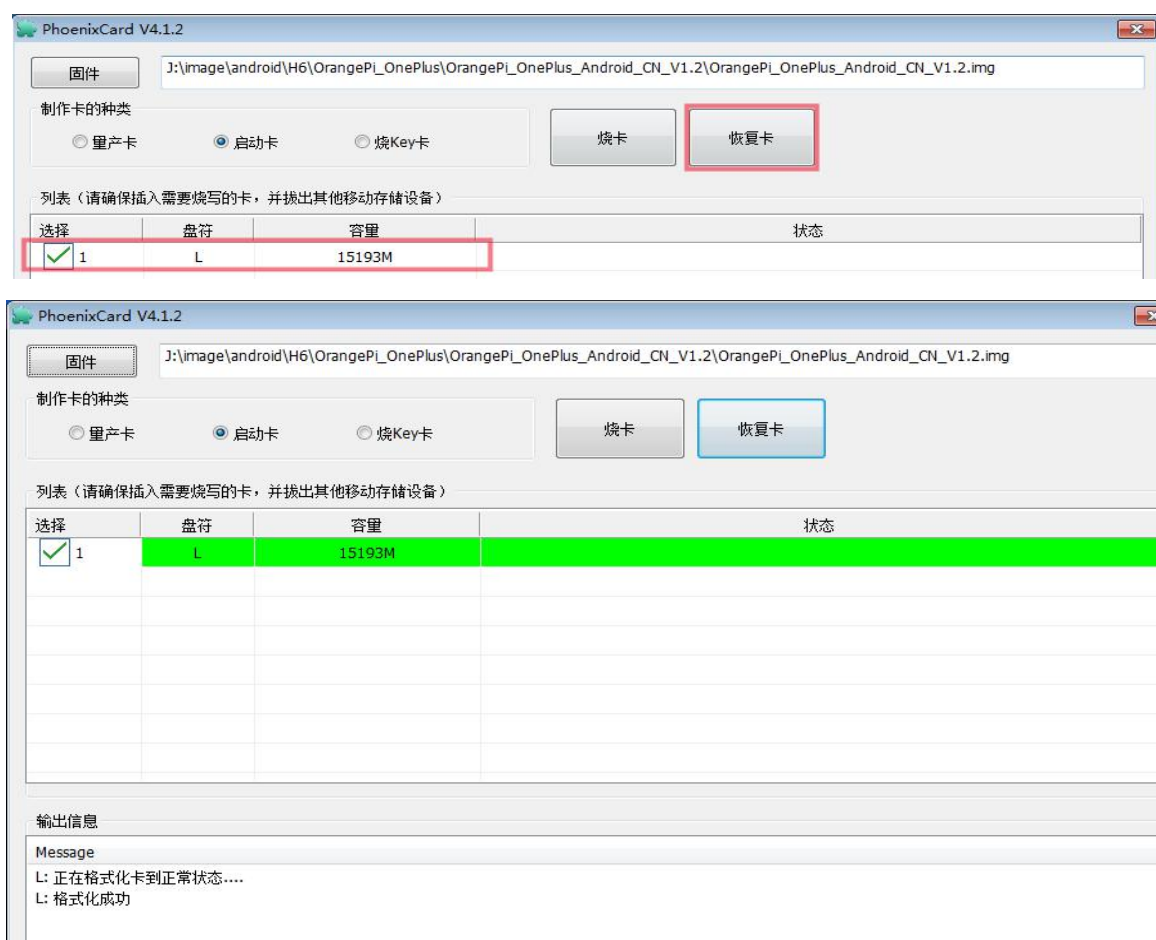 PhoenixCard V4.1.2
固件 J:\image\android\H6\OrangePi_OnePlus\OrangePi_OnePlus_Android_CN_V1.2\OrangePi_OnePlus_Android_CN_V1.2.img
制作卡的种类
量产卡 启动卡 烧Key卡 烧卡 恢复卡
列表（请确保插入需要烧写的卡，并拔出其他移动存储设备）
选择 盘符 容量 状态
1 L 15193M
PhoenixCard V4.1.2
固件 J:\image\android\H6\OrangePi_OnePlus\OrangePi_OnePlus_Android_CN_V1.2\OrangePi_OnePlus_Android_CN_V1.2.img
制作卡的种类
量产卡 启动卡 烧Key卡 烧卡 恢复卡
列表（请确保插入需要烧写的卡，并拔出其他移动存储设备）
选择 盘符 容量 状态
1 L 15193M
输出信息
Message
L: 正在格式化卡到正常状态....
L: 格式化成功